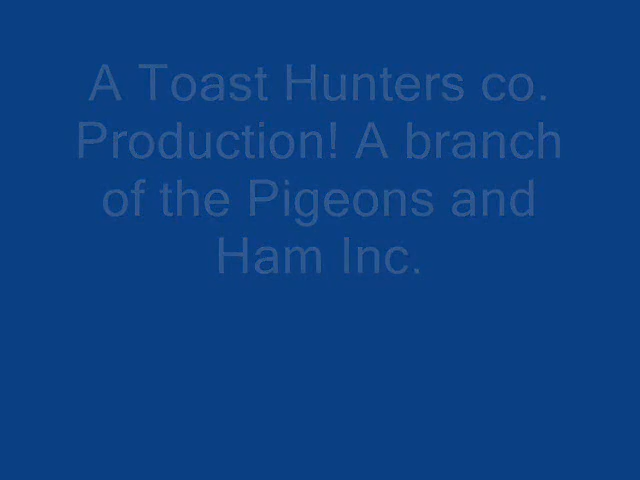 A Toast Hunters co.
Production! A branch
of the Pigeons and
Ham Inc.